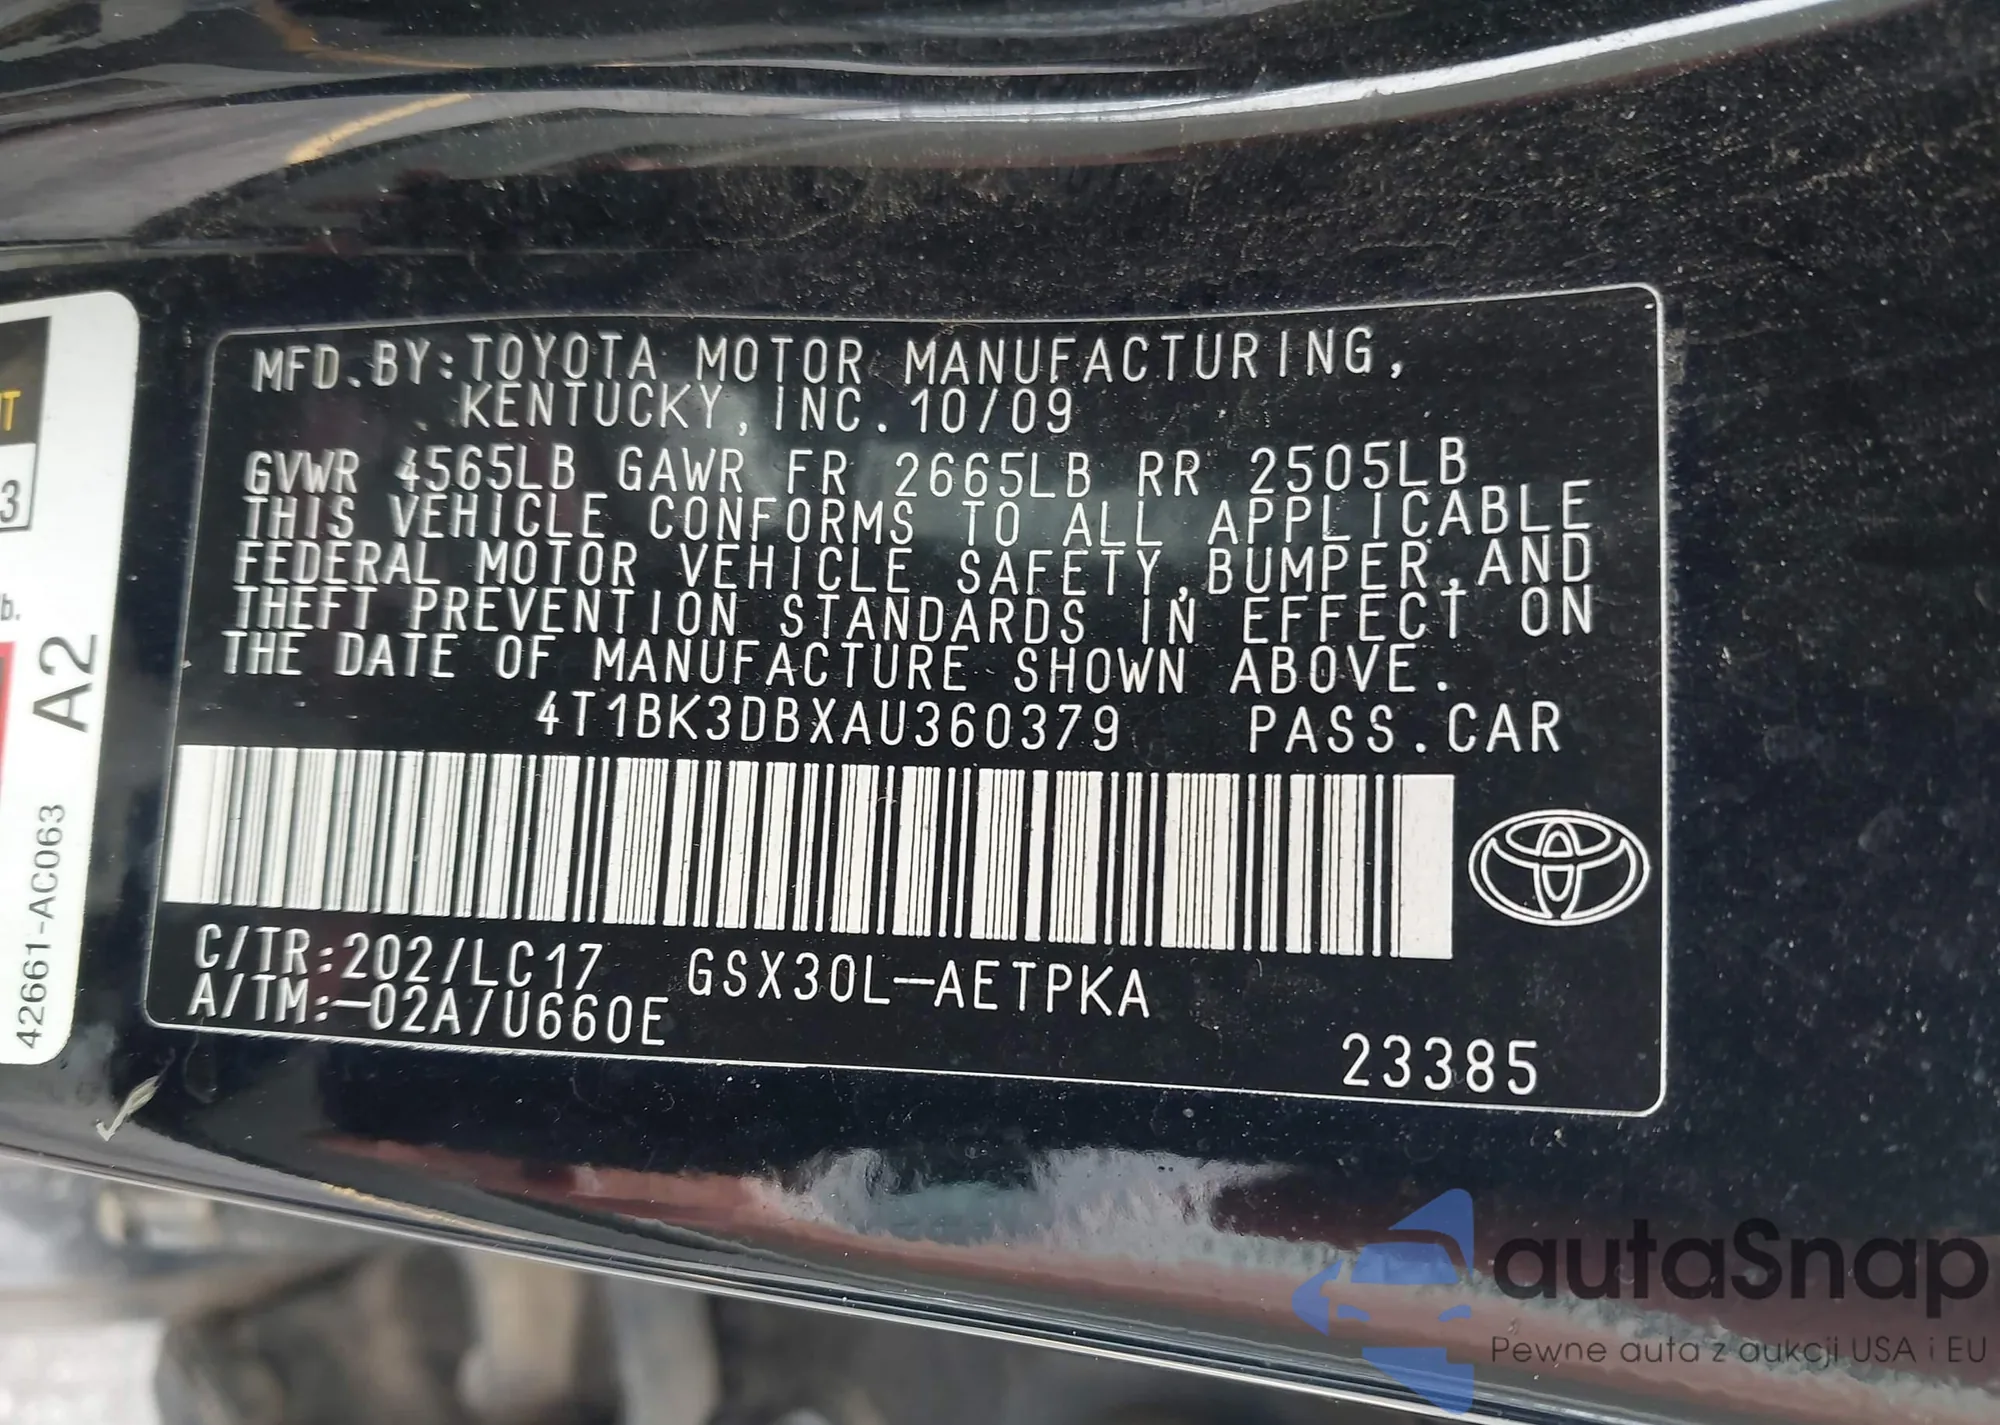 MFD.BY:TOYOTA MOTOR MANUFACTURING,
KENTUCKY, INC. 10/09
GVWR 4565LB GAWR FR 2665LB RR 2505LB
THIS VEHICLE CONFORMS TO ALL APPLICABLE
FEDERAL MOTOR VEHICLE SAFETY,BUMPER,AND
THEFT PREVENTION STANDARDS IN EFFECT ON
THE DATE OF MANUFACTURE SHOWN ABOVE.
4T1BK3DBXAU360379 PASS.CAR
C/TR:202/LC17 GSX30L-AETPKA
A/TM:-02A/U660E
23385
3
A2
42661-AC063
autaSnap
Pewne auta z aukcji USA i EU